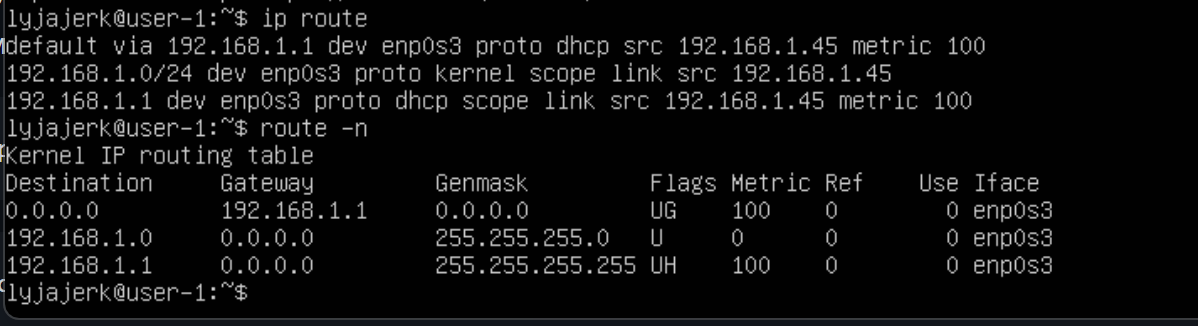 lyjajerk@user-1:~$ ip route
default via 192.168.1.1 dev enp0s3 proto dhcp src 192.168.1.45 metric 100
192.168.1.0/24 dev enp0s3 proto kernel scope link src 192.168.1.45
192.168.1.1 dev enp0s3 proto dhcp scope link src 192.168.1.45 metric 100
lyjajerk@user-1:~$ route -n
Kernel IP routing table
Destination     Gateway         Genmask         Flags Metric Ref    Use Iface
0.0.0.0         192.168.1.1     0.0.0.0         UG    100    0        0 enp0s3
192.168.1.0     0.0.0.0         255.255.255.0   U     0      0        0 enp0s3
192.168.1.1     0.0.0.0         255.255.255.255 UH    100    0        0 enp0s3
lyjajerk@user-1:~$